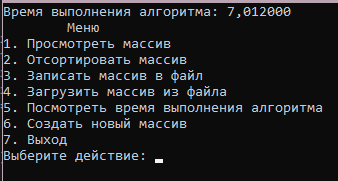 Время выполнения алгоритма: 7,012000
Меню
1. Просмотреть массив
2. Отсортировать массив
3. Записать массив в файл
4. Загрузить массив из файла
5. Посмотреть время выполнения алгоритма
6. Создать новый массив
7. Выход
Выберите действие: